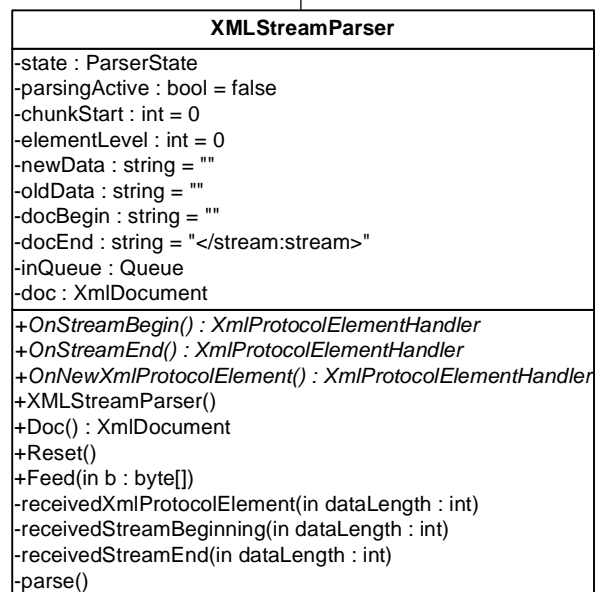 XMLStreamParser
-state : ParserState
-parsingActive : bool = false
-chunkStart : int = 0
-elementLevel : int = 0
-newData : string = ""
-oldData : string = ""
-docBegin : string = ""
-docEnd : string = "</stream:stream>"
-inQueue : Queue
-doc : XmlDocument
+OnStreamBegin() : XmlProtocolElementHandler
+OnStreamEnd() : XmlProtocolElementHandler
+OnNewXmlProtocolElement() : XmlProtocolElementHandler
+XMLStreamParser()
+Doc() : XmlDocument
+Reset()
+Feed(in b : byte[])
-receivedXmlProtocolElement(in dataLength : int)
-receivedStreamBeginning(in dataLength : int)
-receivedStreamEnd(in dataLength : int)
-parse()